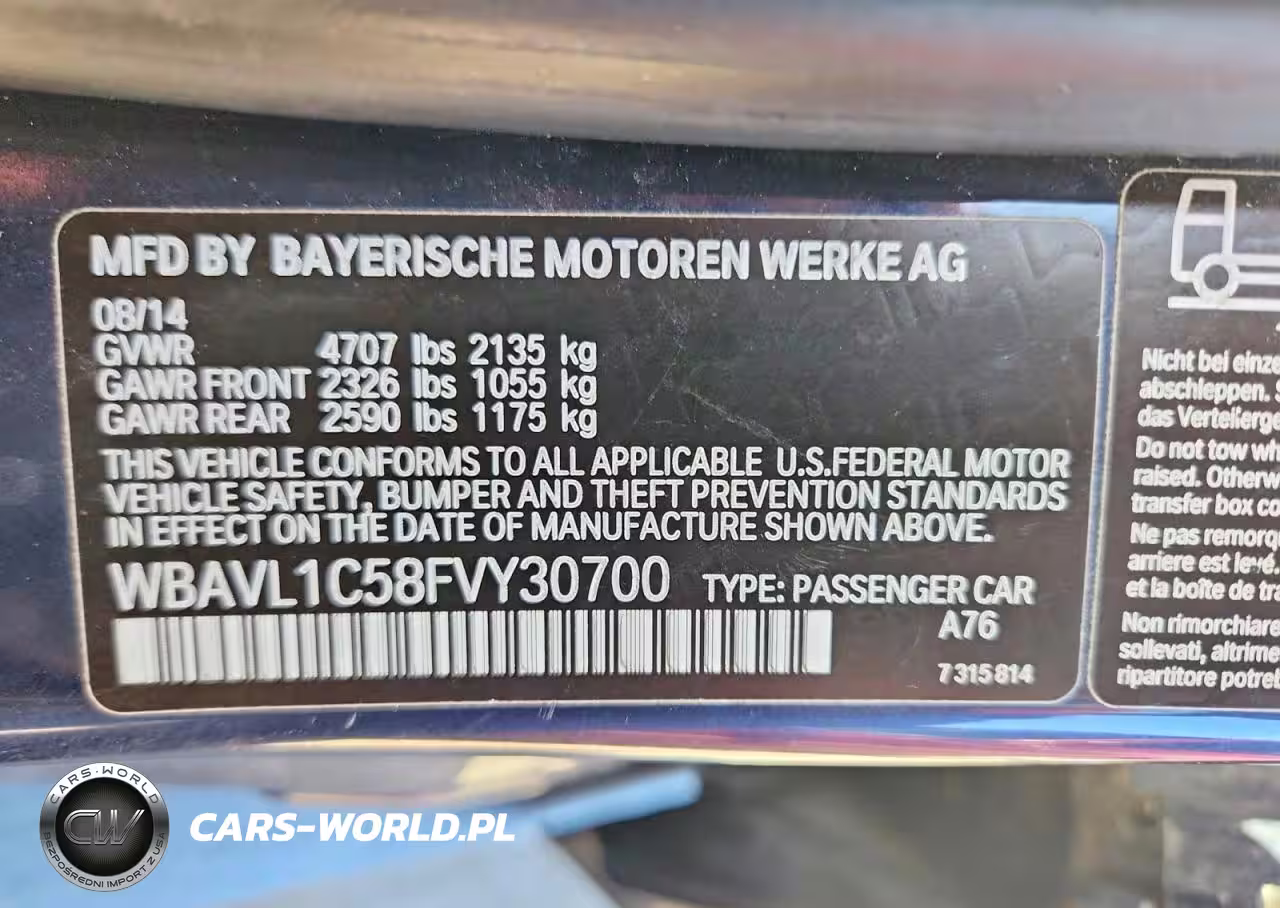 MFD BY BAYERISCHE MOTOREN WERKE AG
08/14
GVWR 4707 lbs 2135 kg
GAWR FRONT 2326 lbs 1055 kg
GAWR REAR 2590 lbs 1175 kg
THIS VEHICLE CONFORMS TO ALL APPLICABLE U.S.FEDERAL MOTOR
VEHICLE SAFETY, BUMPER AND THEFT PREVENTION STANDARDS
IN EFFECT ON THE DATE OF MANUFACTURE SHOWN ABOVE.
WBAVL1C58FVY30700 TYPE: PASSENGER CAR
A76
7 315 814
Nicht bei einze
abschleppen. S
das Verteilerge
Do not tow wh
raised. Otherw
transfer box co
Ne pas remorqu
arriere est levé.
et la boîte de tra
Non rimorchiare
sollevati, altrime
ripartitore potreb
CARS-WORLD
CW
BEZPOŚREDNI IMPORT Z USA
CARS-WORLD.PL